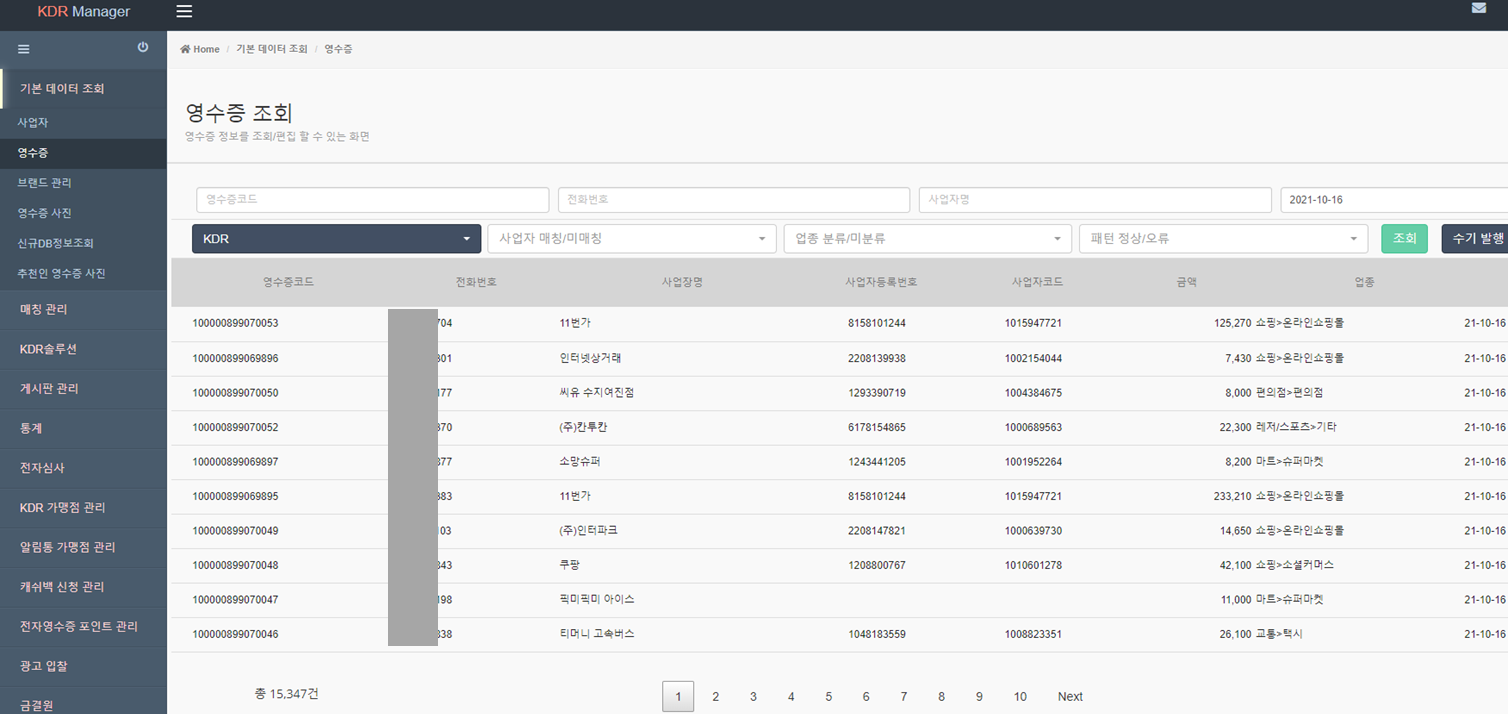 KDR Manager
Home / 기본 데이터 조회 / 영수증
기본 데이터 조회
사업자
영수증
브랜드 관리
영수증 사진
신규DB정보조회
추천인 영수증 사진
매칭 관리
KDR솔루션
게시판 관리
통계
전자심사
KDR 가맹점 관리
알림통 가맹점 관리
캐쉬백 신청 관리
전자영수증 포인트 관리
광고 입찰
금결원
영수증 조회
영수증 정보를 조회/편집 할 수 있는 화면
영수증코드 전화번호 사업자명 2021-10-16
KDR 사업자 매칭/미매칭 업종 분류/미분류 패턴 정상/오류 조회 수기 발행
영수증코드 전화번호 사업장명 사업자등록번호 사업자코드 금액 업종
100000899070053 704 11번가 8158101244 1015947721 125,270 쇼핑>온라인쇼핑몰 21-10-16
100000899069896 301 인터넷상거래 2208139938 1002154044 7,430 쇼핑>온라인쇼핑몰 21-10-16
100000899070050 177 씨유 수지여진점 1293390719 1004384675 8,000 편의점>편의점 21-10-16
100000899070052 370 (주)칸투칸 6178154865 1000689563 22,300 레저/스포츠>기타 21-10-16
100000899069897 377 소망슈퍼 1243441205 1001952264 8,200 마트>슈퍼마켓 21-10-16
100000899069895 383 11번가 8158101244 1015947721 233,210 쇼핑>온라인쇼핑몰 21-10-16
100000899070049 103 (주)인터파크 2208147821 1000639730 14,650 쇼핑>온라인쇼핑몰 21-10-16
100000899070048 343 쿠팡 1208800767 1010601278 42,100 쇼핑>소셜커머스 21-10-16
100000899070047 198 픽미픽미 아이스 11,000 마트>슈퍼마켓 21-10-16
100000899070046 338 티머니 고속버스 1048183559 1008823351 26,100 교통>택시 21-10-16
총 15,347건 1 2 3 4 5 6 7 8 9 10 Next